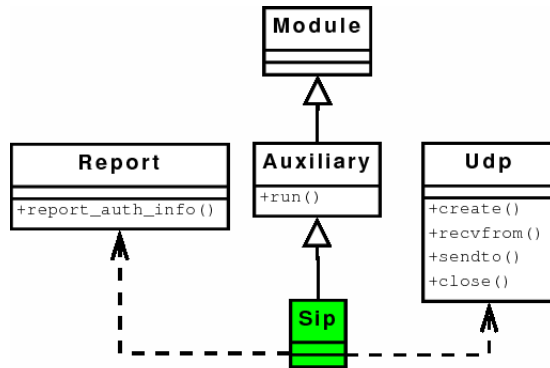 Module
Report
+report_auth_info()
Auxiliary
+run()
Udp
+create()
+recvfrom()
+sendto()
+close()
Sip